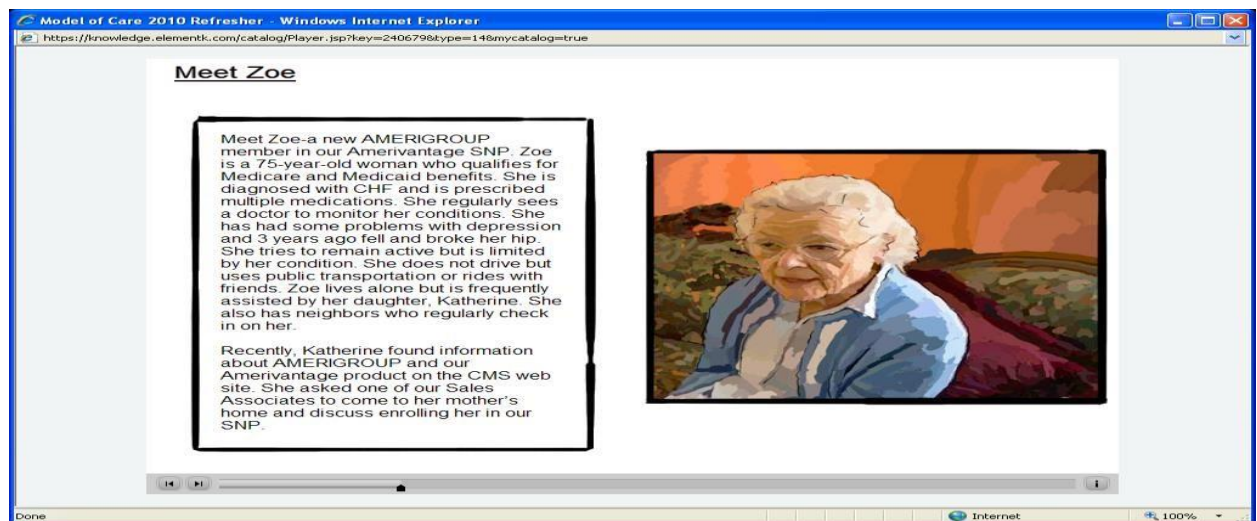 Model of Care 2010 Refresher - Windows Internet Explorer
https://knowledge.elementk.com/catalog/Player.jsp?key=240679&type=14&mycatalog=true
Meet Zoe
Meet Zoe-a new AMERIGROUP
member in our Amerivantage SNP. Zoe
is a 75-year-old woman who qualifies for
Medicare and Medicaid benefits. She is
diagnosed with CHF and is prescribed
multiple medications. She regularly sees
a doctor to monitor her conditions. She
has had some problems with depression
and 3 years ago fell and broke her hip.
She tries to remain active but is limited
by her condition. She does not drive but
uses public transportation or rides with
friends. Zoe lives alone but is frequently
assisted by her daughter, Katherine. She
also has neighbors who regularly check
in on her.
Recently, Katherine found information
about AMERIGROUP and our
Amerivantage product on the CMS web
site. She asked one of our Sales
Associates to come to her mother's
home and discuss enrolling her in our
SNP.
i
Done
Internet
100%